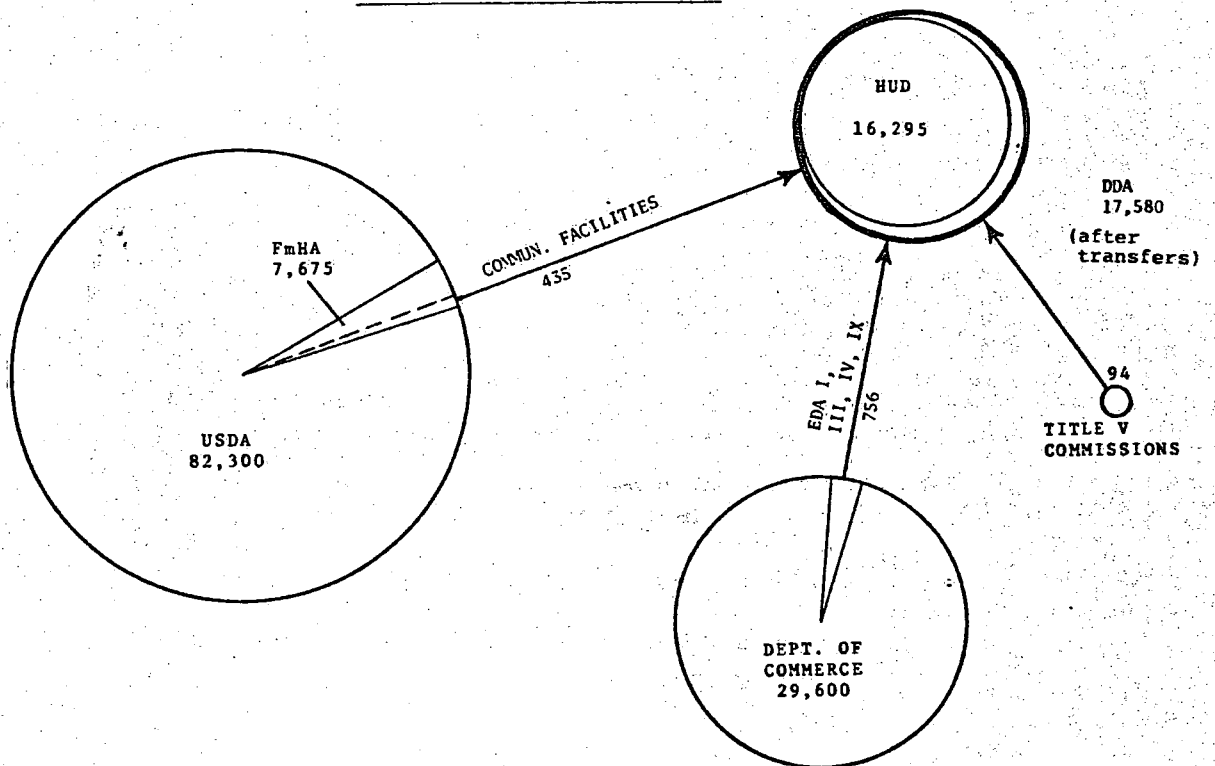 HUD
16,295
DDA
17,580
(after
transfers)
COMMUN. FACILITIES
435
FmHA
7,675
USDA
82,300
EDA I,
III, IV, IX
756
94
TITLE V
COMMISSIONS
DEPT. OF
COMMERCE
29,600